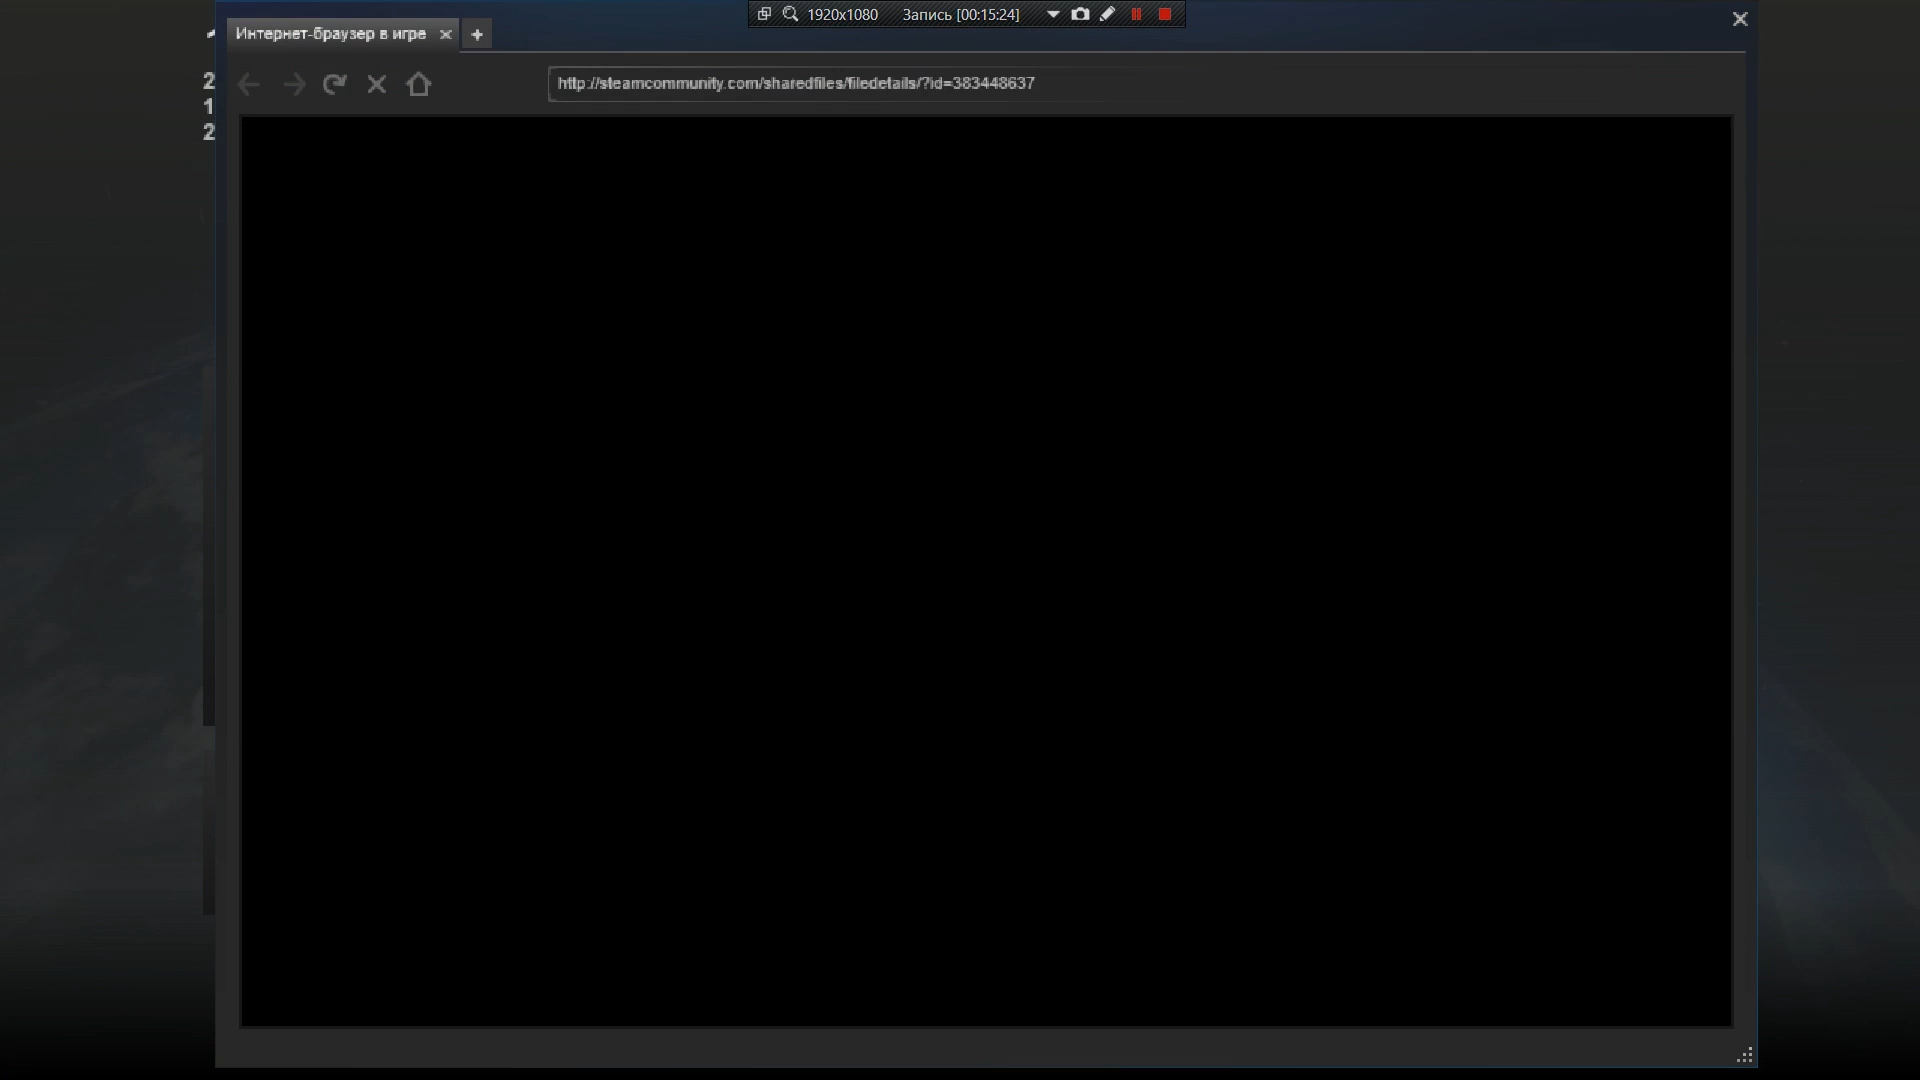 1920x1080 Запись [00:15:24]
Интернет-браузер в игре
http://steamcommunity.com/sharedfiles/filedetails/?id=383448637
2
1
2